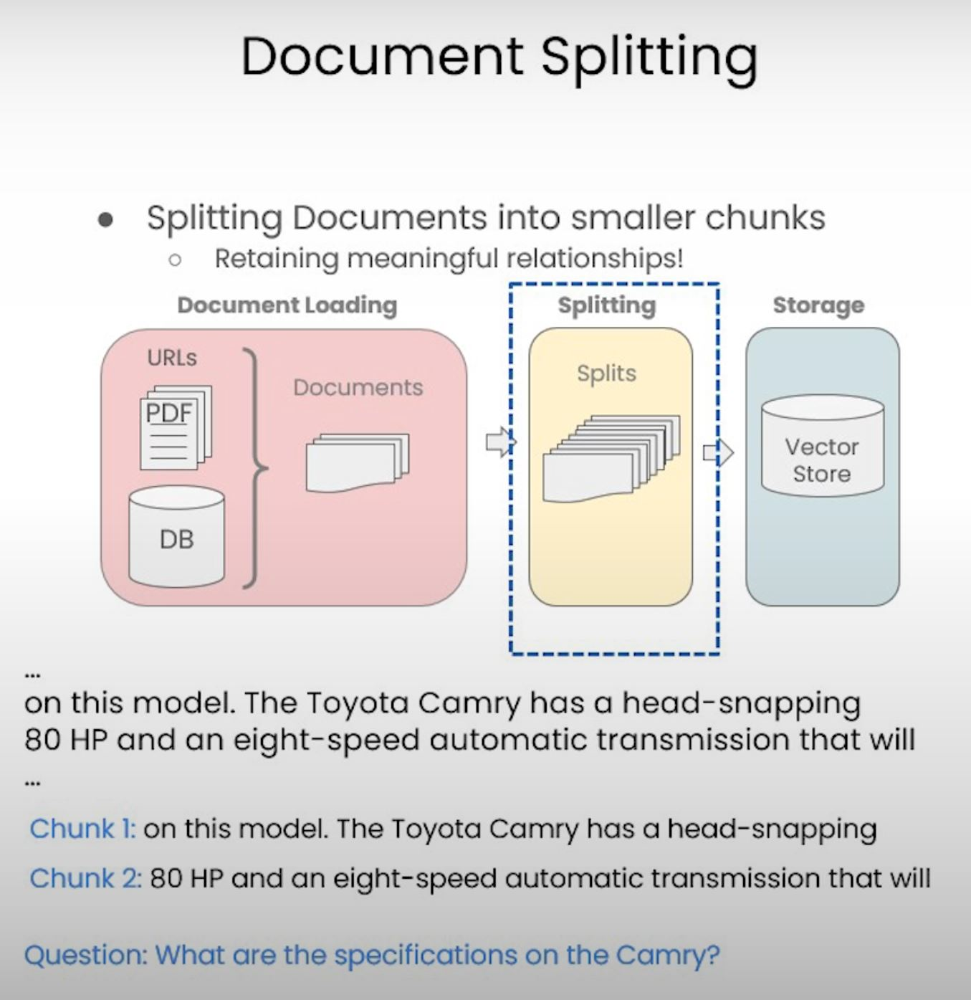 Document Splitting
● Splitting Documents into smaller chunks
○ Retaining meaningful relationships!
Document Loading
URLs
PDF
DB
Documents
Splitting
Splits
Storage
Vector
Store
...
on this model. The Toyota Camry has a head-snapping
80 HP and an eight-speed automatic transmission that will
...
Chunk 1: on this model. The Toyota Camry has a head-snapping
Chunk 2: 80 HP and an eight-speed automatic transmission that will
Question: What are the specifications on the Camry?